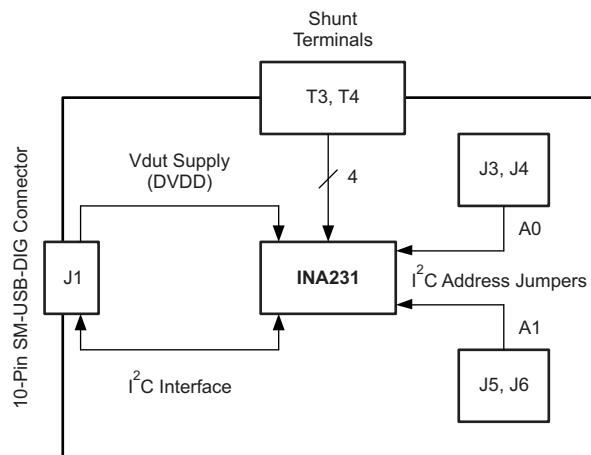 Shunt
Terminals
T3, T4
Vdut Supply
(DVDD)
4
J3, J4
A0
10-Pin SM-USB-DIG Connector
J1
INA231
I²C Address Jumpers
A1
I²C Interface
J5, J6